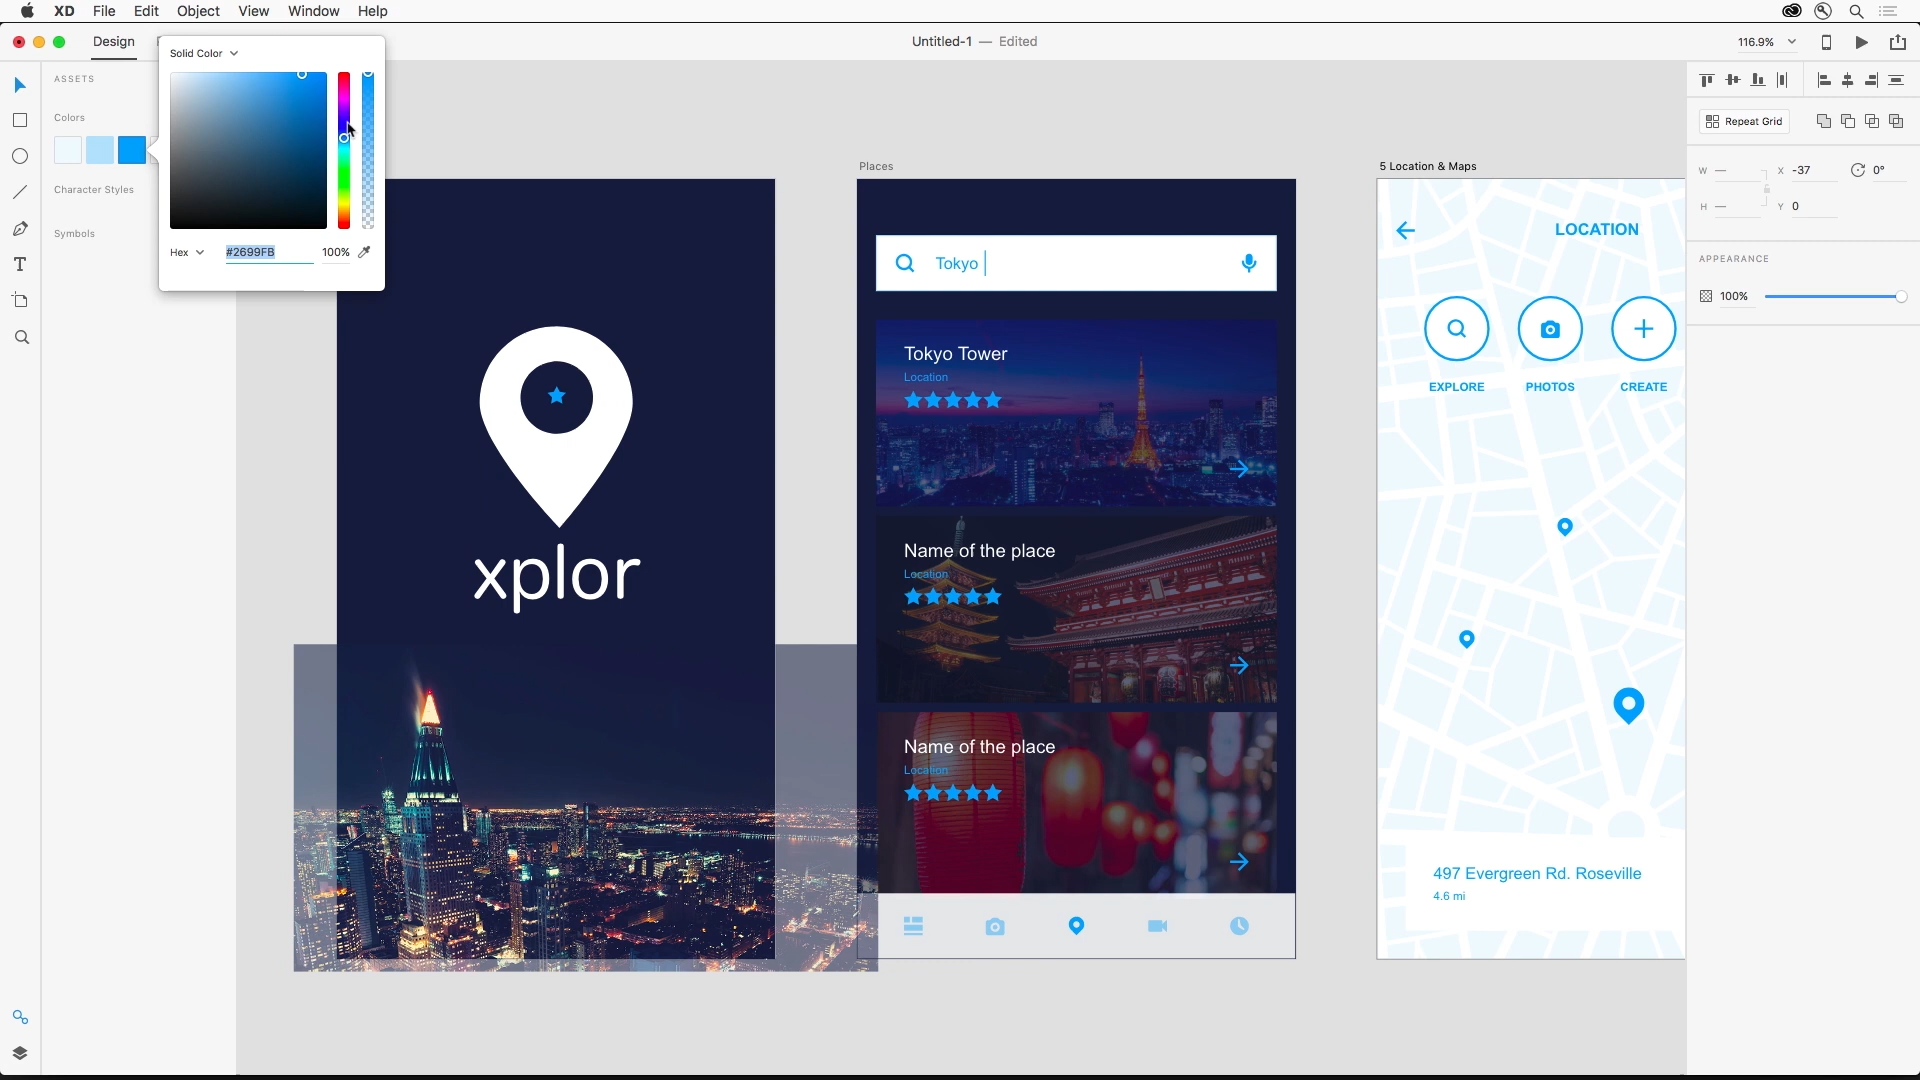 XD File Edit Object View Window Help
Design
Untitled-1 — Edited
116.9%
Solid Color
Hex #2699FB 100%
ASSETS
Colors
Character Styles
Symbols
xplor
Places
Tokyo
Tokyo Tower
Location
Name of the place
Location
Name of the place
Location
5 Location & Maps
LOCATION
EXPLORE PHOTOS CREATE
497 Evergreen Rd. Roseville
4.6 mi
Repeat Grid
W — X -37 0°
H — Y 0
APPEARANCE
100%